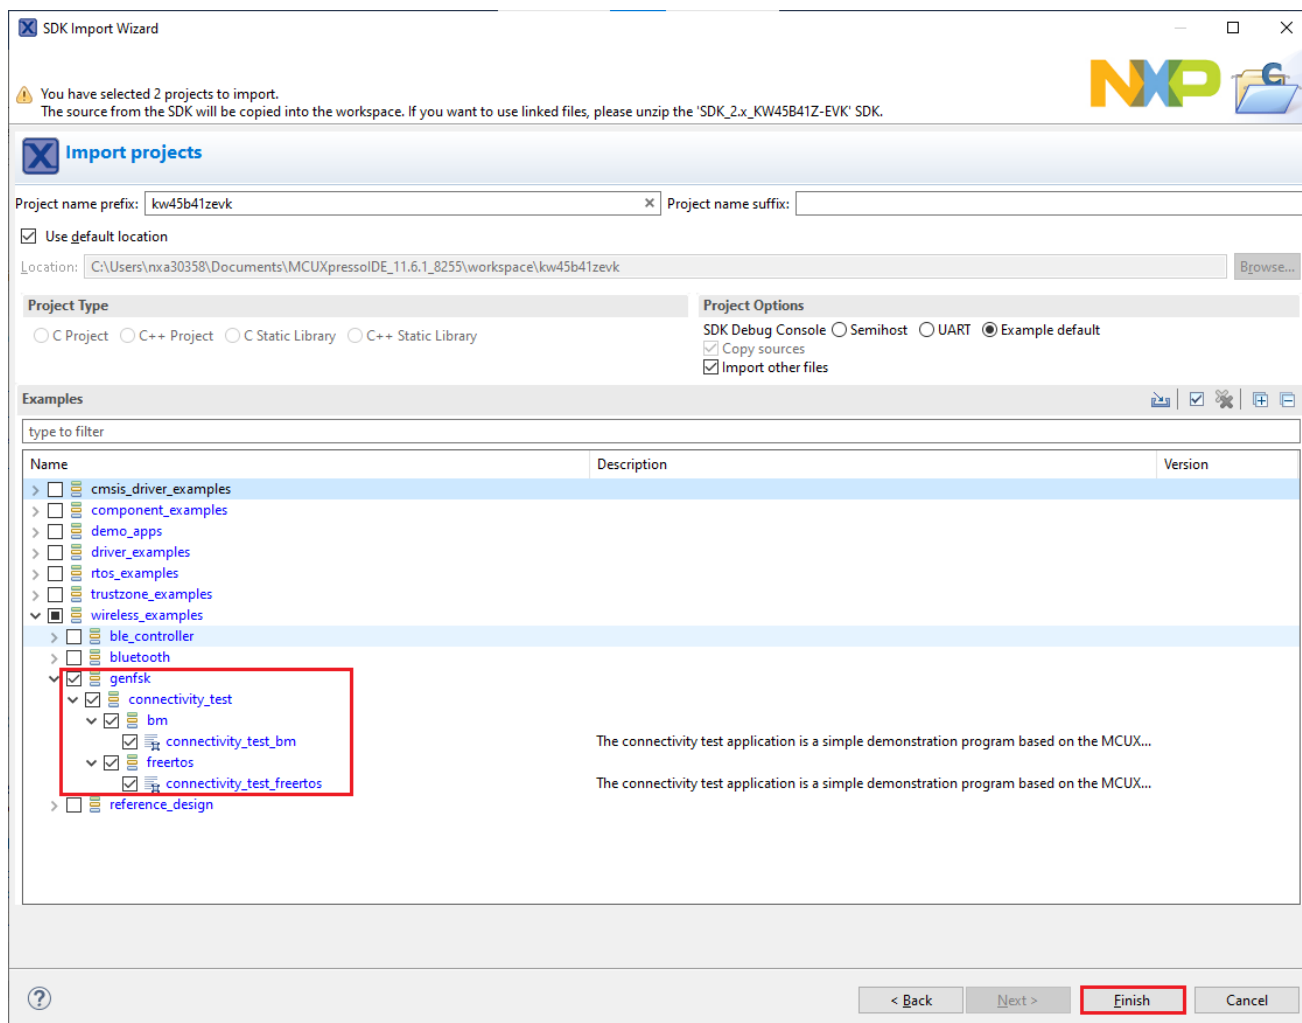 SDK Import Wizard
You have selected 2 projects to import.
The source from the SDK will be copied into the workspace. If you want to use linked files, please unzip the 'SDK_2.x_KW45B41Z-EVK' SDK.
NXP
C
Import projects
Project name prefix: kw45b41zevk Project name suffix:
Use default location
Location: C:\Users\nxa30358\Documents\MCUXpressoIDE_11.6.1_8255\workspace\kw45b41zevk Browse...
Project Type Project Options
C Project C++ Project C Static Library C++ Static Library SDK Debug Console Semihost UART Example default
Copy sources
Import other files
Examples
type to filter
Name Description Version
cmsis_driver_examples
component_examples
demo_apps
driver_examples
rtos_examples
trustzone_examples
wireless_examples
ble_controller
bluetooth
genfsk
connectivity_test
bm
connectivity_test_bm The connectivity test application is a simple demonstration program based on the MCUX...
freertos
connectivity_test_freertos The connectivity test application is a simple demonstration program based on the MCUX...
reference_design
? < Back Next > Finish Cancel